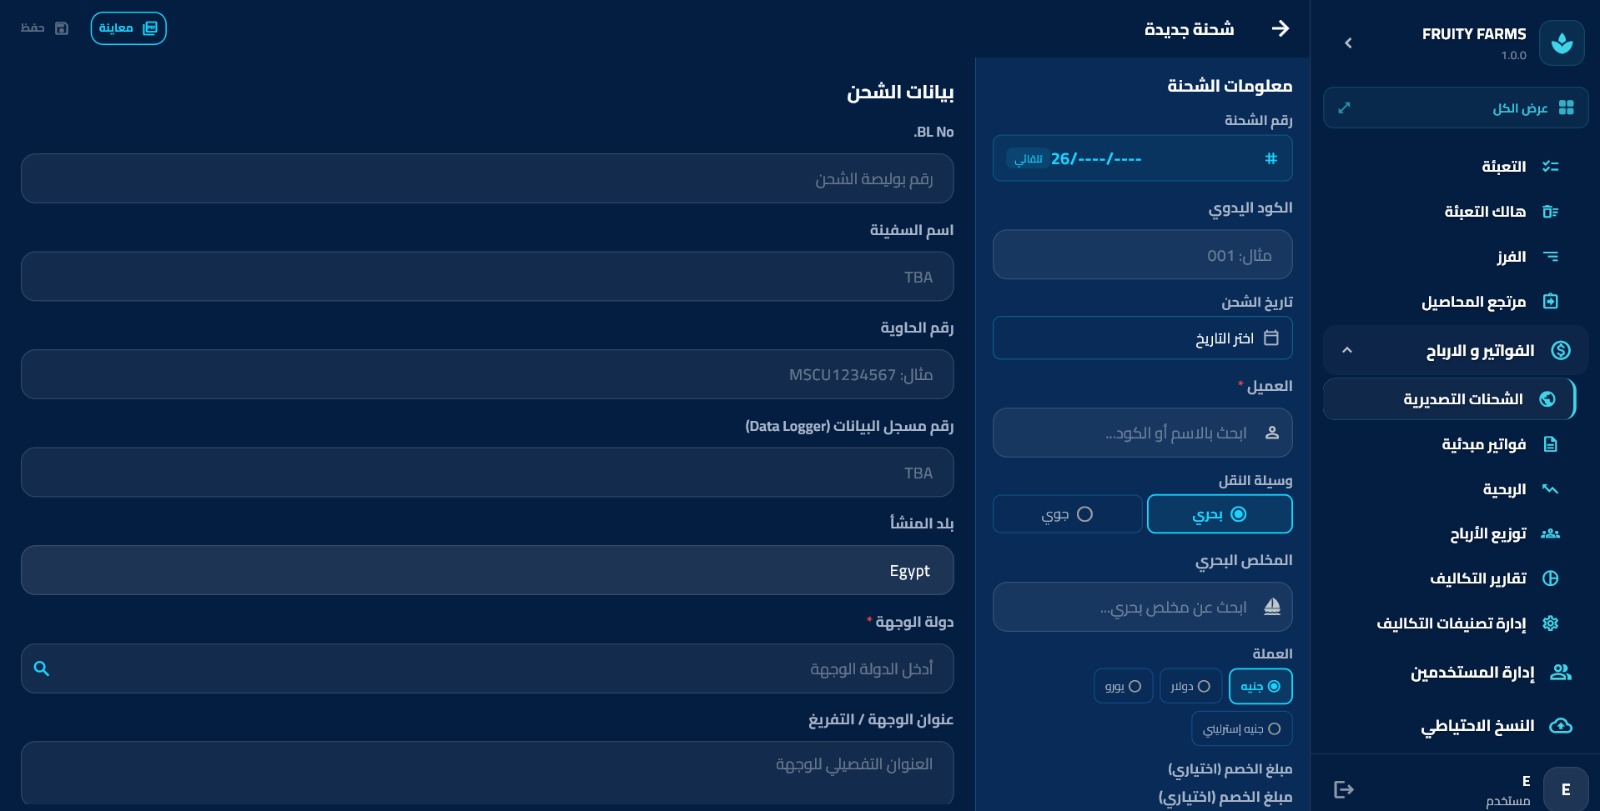 FRUITY FARMS
1.0.0
عرض الكل
التعبئة
هالك التعبئة
الفرز
مرتجع المحاصيل
الفواتير و الارباح
الشحنات التصديرية
فواتير مبدئية
الربحية
توزيع الأرباح
تقارير التكاليف
إدارة تصنيفات التكاليف
إدارة المستخدمين
النسخ الاحتياطي
E
E
مستخدم
شحنة جديدة
معاينة
حفظ
معلومات الشحنة
رقم الشحنة
# 26/----/---- تلقائي
الكود اليدوي
مثال: 001
تاريخ الشحن
اختر التاريخ
العميل *
ابحث بالاسم أو الكود...
وسيلة النقل
بحري
جوي
المخلص البحري
ابحث عن مخلص بحري...
العملة
جنيه
دولار
يورو
جنيه إسترليني
مبلغ الخصم (اختياري)
مبلغ الخصم (اختياري)
بيانات الشحن
BL No.
رقم بوليصة الشحن
اسم السفينة
TBA
رقم الحاوية
مثال: MSCU1234567
رقم مسجل البيانات (Data Logger)
TBA
بلد المنشأ
Egypt
دولة الوجهة *
أدخل الدولة الوجهة
عنوان الوجهة / التفريغ
العنوان التفصيلي للوجهة